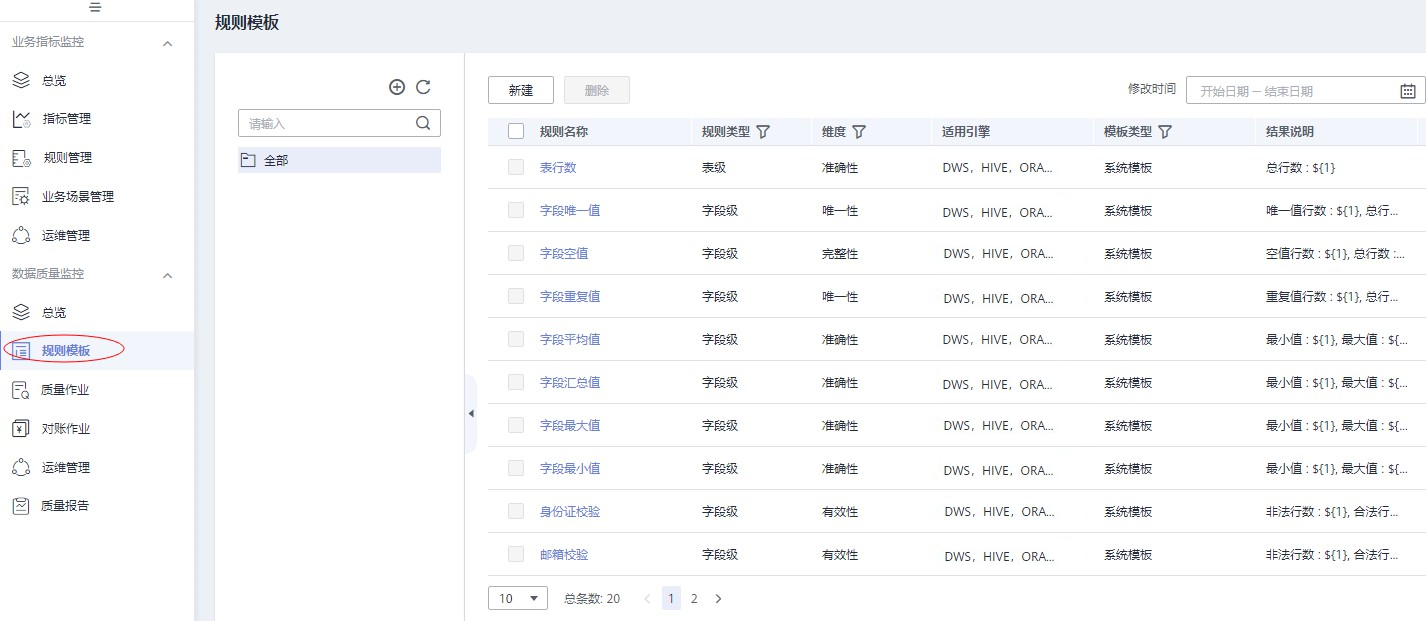 规则模板
业务指标监控
总览
指标管理
规则管理
业务场景管理
运维管理
数据质量监控
总览
规则模板
质量作业
对账作业
运维管理
质量报告
请输入
全部
新建 删除 修改时间 开始日期 – 结束日期
规则名称 规则类型 维度 适用引擎 模板类型 结果说明
表行数 表级 准确性 DWS，HIVE，ORA... 系统模板 总行数 : ${1}
字段唯一值 字段级 唯一性 DWS，HIVE，ORA... 系统模板 唯一值行数 : ${1}, 总行...
字段空值 字段级 完整性 DWS，HIVE，ORA... 系统模板 空值行数 : ${1}, 总行数 :...
字段重复值 字段级 唯一性 DWS，HIVE，ORA... 系统模板 重复值行数 : ${1}, 总行...
字段平均值 字段级 准确性 DWS，HIVE，ORA... 系统模板 最小值 : ${1}, 最大值 : ${...
字段汇总值 字段级 准确性 DWS，HIVE，ORA... 系统模板 最小值 : ${1}, 最大值 : ${...
字段最大值 字段级 准确性 DWS，HIVE，ORA... 系统模板 最小值 : ${1}, 最大值 : ${...
字段最小值 字段级 准确性 DWS，HIVE，ORA... 系统模板 最小值 : ${1}, 最大值 : ${...
身份证校验 字段级 有效性 DWS，HIVE，ORA... 系统模板 非法行数 : ${1}, 合法行...
邮箱校验 字段级 有效性 DWS，HIVE，ORA... 系统模板 非法行数 : ${1}, 合法行...
10 总条数: 20 < 1 2 >